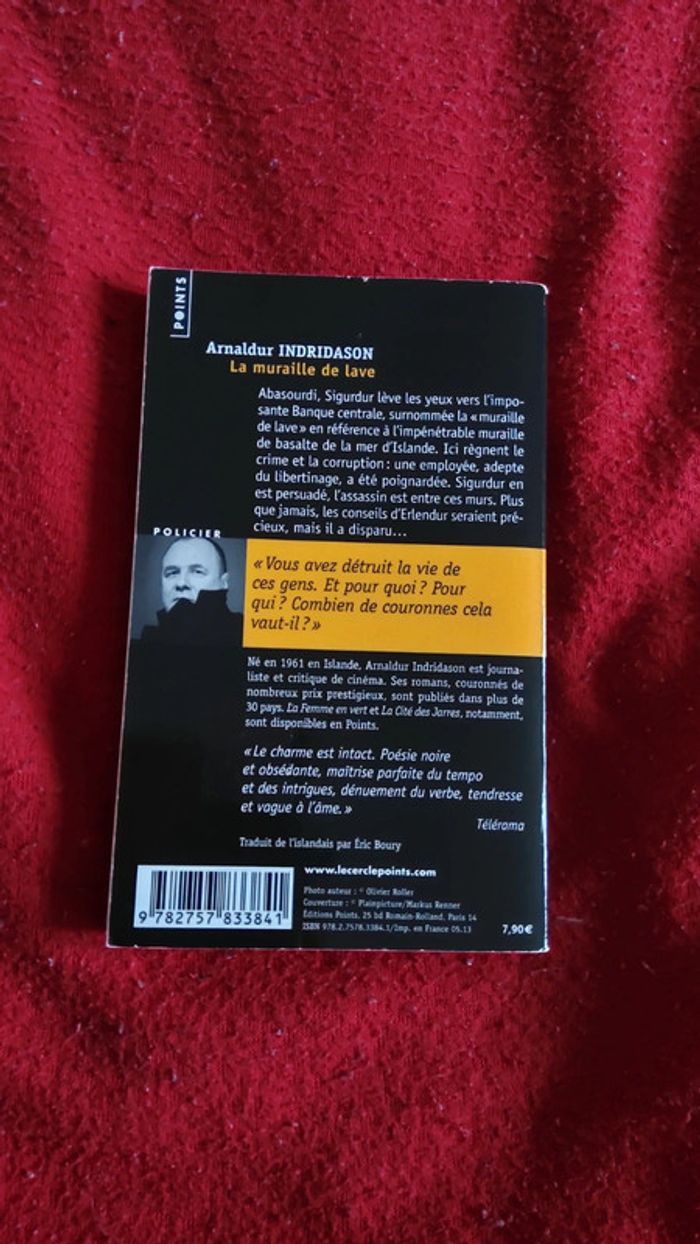 POINTS
Arnaldur INDRIDASON
La muraille de lave
Abasourdi, Sigurdur lève les yeux vers l'impo-
sante Banque centrale, surnommée la « muraille
de lave » en référence à l'impénétrable muraille
de basalte de la mer d'Islande. Ici règnent le
crime et la corruption : une employée, adepte
du libertinage, a été poignardée. Sigurdur en
est persuadé, l'assassin est entre ces murs. Plus
que jamais, les conseils d'Erlendur seraient pré-
cieux, mais il a disparu...
POLICIER
« Vous avez détruit la vie de
ces gens. Et pour quoi ? Pour
qui ? Combien de couronnes cela
vaut-il ? »
Né en 1961 en Islande, Arnaldur Indridason est journa-
liste et critique de cinéma. Ses romans, couronnés de
nombreux prix prestigieux, sont publiés dans plus de
30 pays. La Femme en vert et La Cité des Jarres, notamment,
sont disponibles en Points.
« Le charme est intact. Poésie noire
et obsédante, maîtrise parfaite du tempo
et des intrigues, dénuement du verbe, tendresse
et vague à l'âme. »
Télérama
Traduit de l'islandais par Éric Boury
www.lecerclepoints.com
Photo auteur : © Olivier Roller
Couverture : © Plainpicture/Markus Renner
Éditions Points, 25 bd Romain-Rolland, Paris 14
ISBN 978.2.7578.3384.1/Imp. en France 05.13
7,90€
9 782757 833841